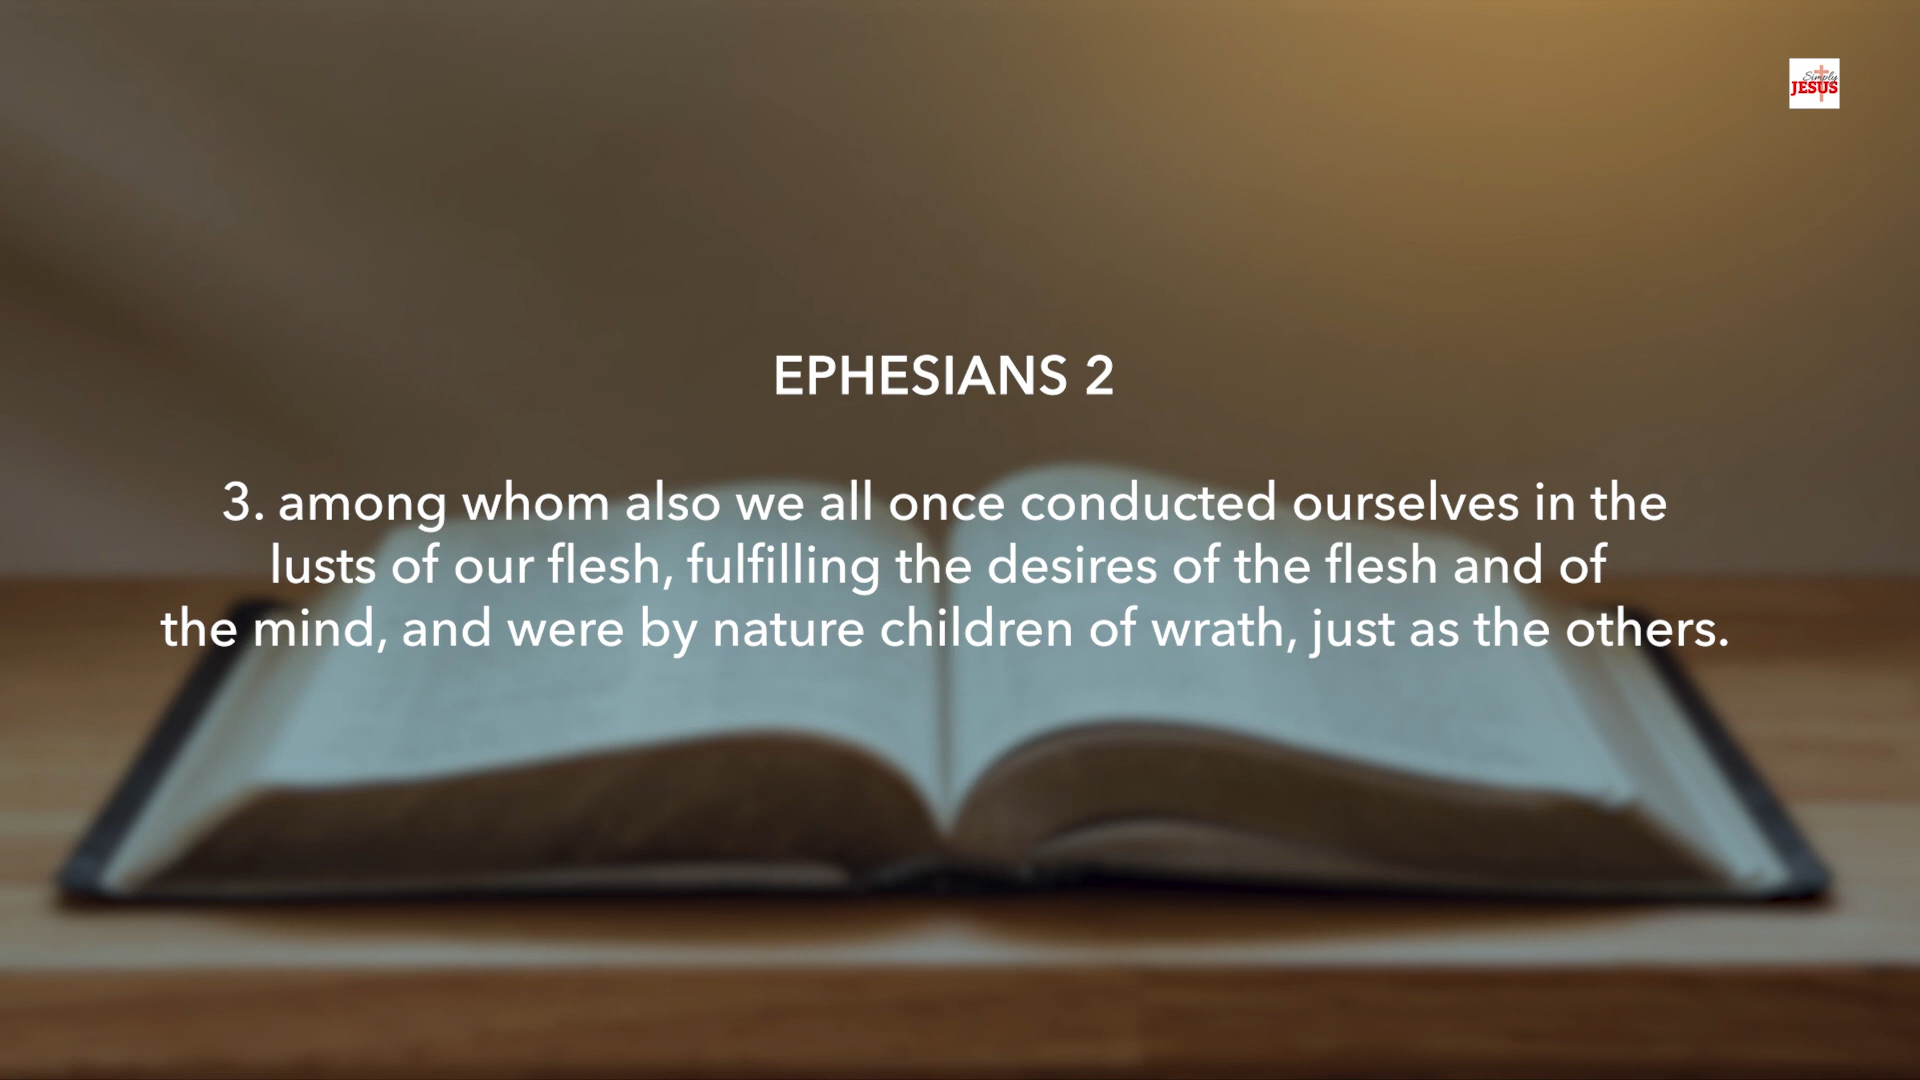 Simply
JESUS
EPHESIANS 2
3. among whom also we all once conducted ourselves in the
lusts of our flesh, fulfilling the desires of the flesh and of
the mind, and were by nature children of wrath, just as the others.